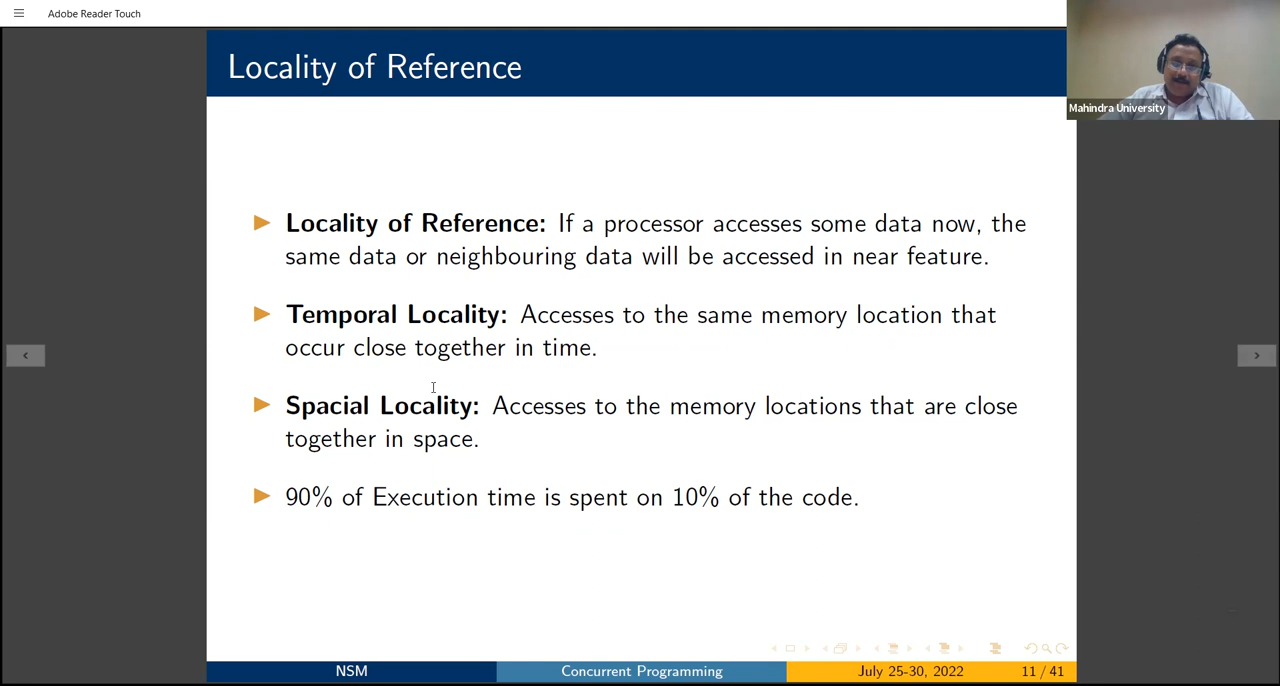 Adobe Reader Touch
Mahindra University
Locality of Reference
Locality of Reference: If a processor accesses some data now, the
same data or neighbouring data will be accessed in near feature.
Temporal Locality: Accesses to the same memory location that
occur close together in time.
Spacial Locality: Accesses to the memory locations that are close
together in space.
90% of Execution time is spent on 10% of the code.
NSM
Concurrent Programming
July 25-30, 2022
11 / 41